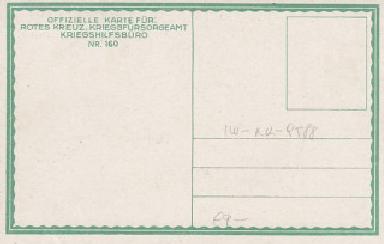 OFFIZIELLE KARTE FÜR:
ROTES KREUZ, KRIEGSFÜRSORGEAMT
KRIEGSHILFSBÜRO
NR. 160